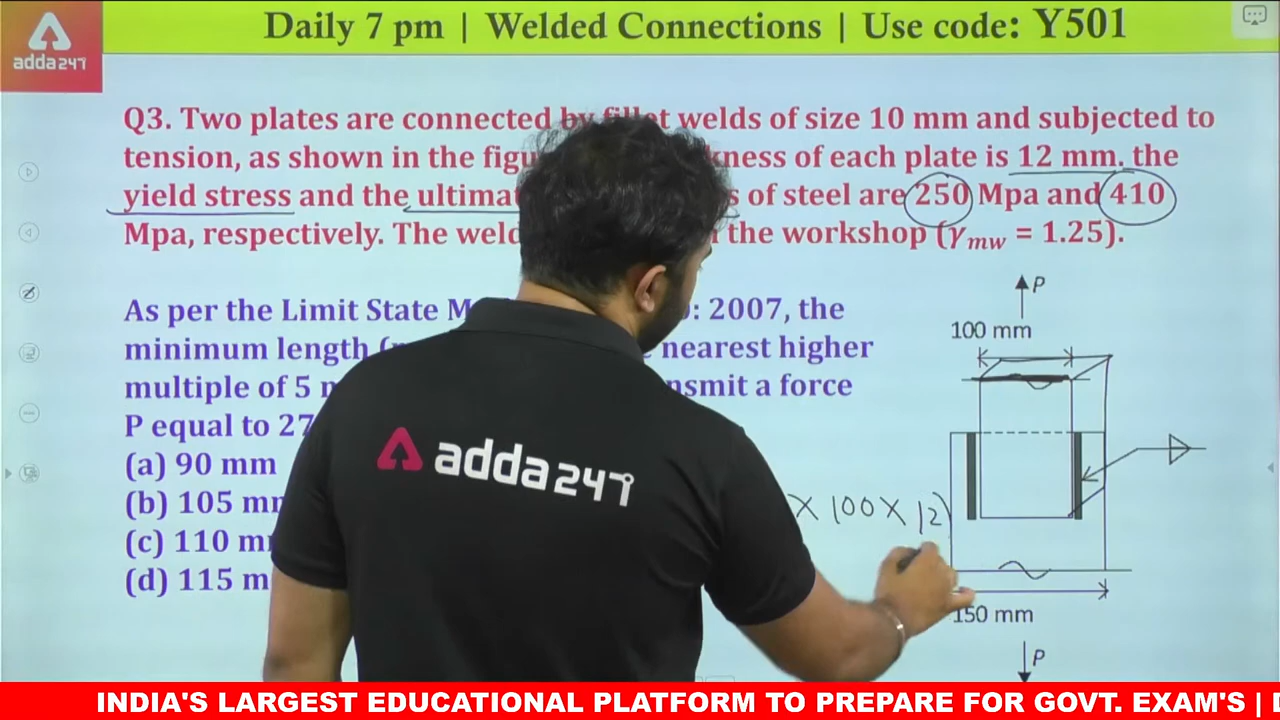 Daily 7 pm | Welded Connections | Use code: Y501
adda247
Q3. Two plates are connected by fillet welds of size 10 mm and subjected to
tension, as shown in the figu kness of each plate is 12 mm. the
yield stress and the ultimat s of steel are 250 Mpa and 410
Mpa, respectively. The weld the workshop (γmw = 1.25).
As per the Limit State M : 2007, the
minimum length nearest higher
multiple of 5 nsmit a force
P equal to 27
(a) 90 mm
(b) 105 m
(c) 110 m
(d) 115 m
P
100 mm
X 100 X 12
150 mm
P
adda247
INDIA'S LARGEST EDUCATIONAL PLATFORM TO PREPARE FOR GOVT. EXAM'S |